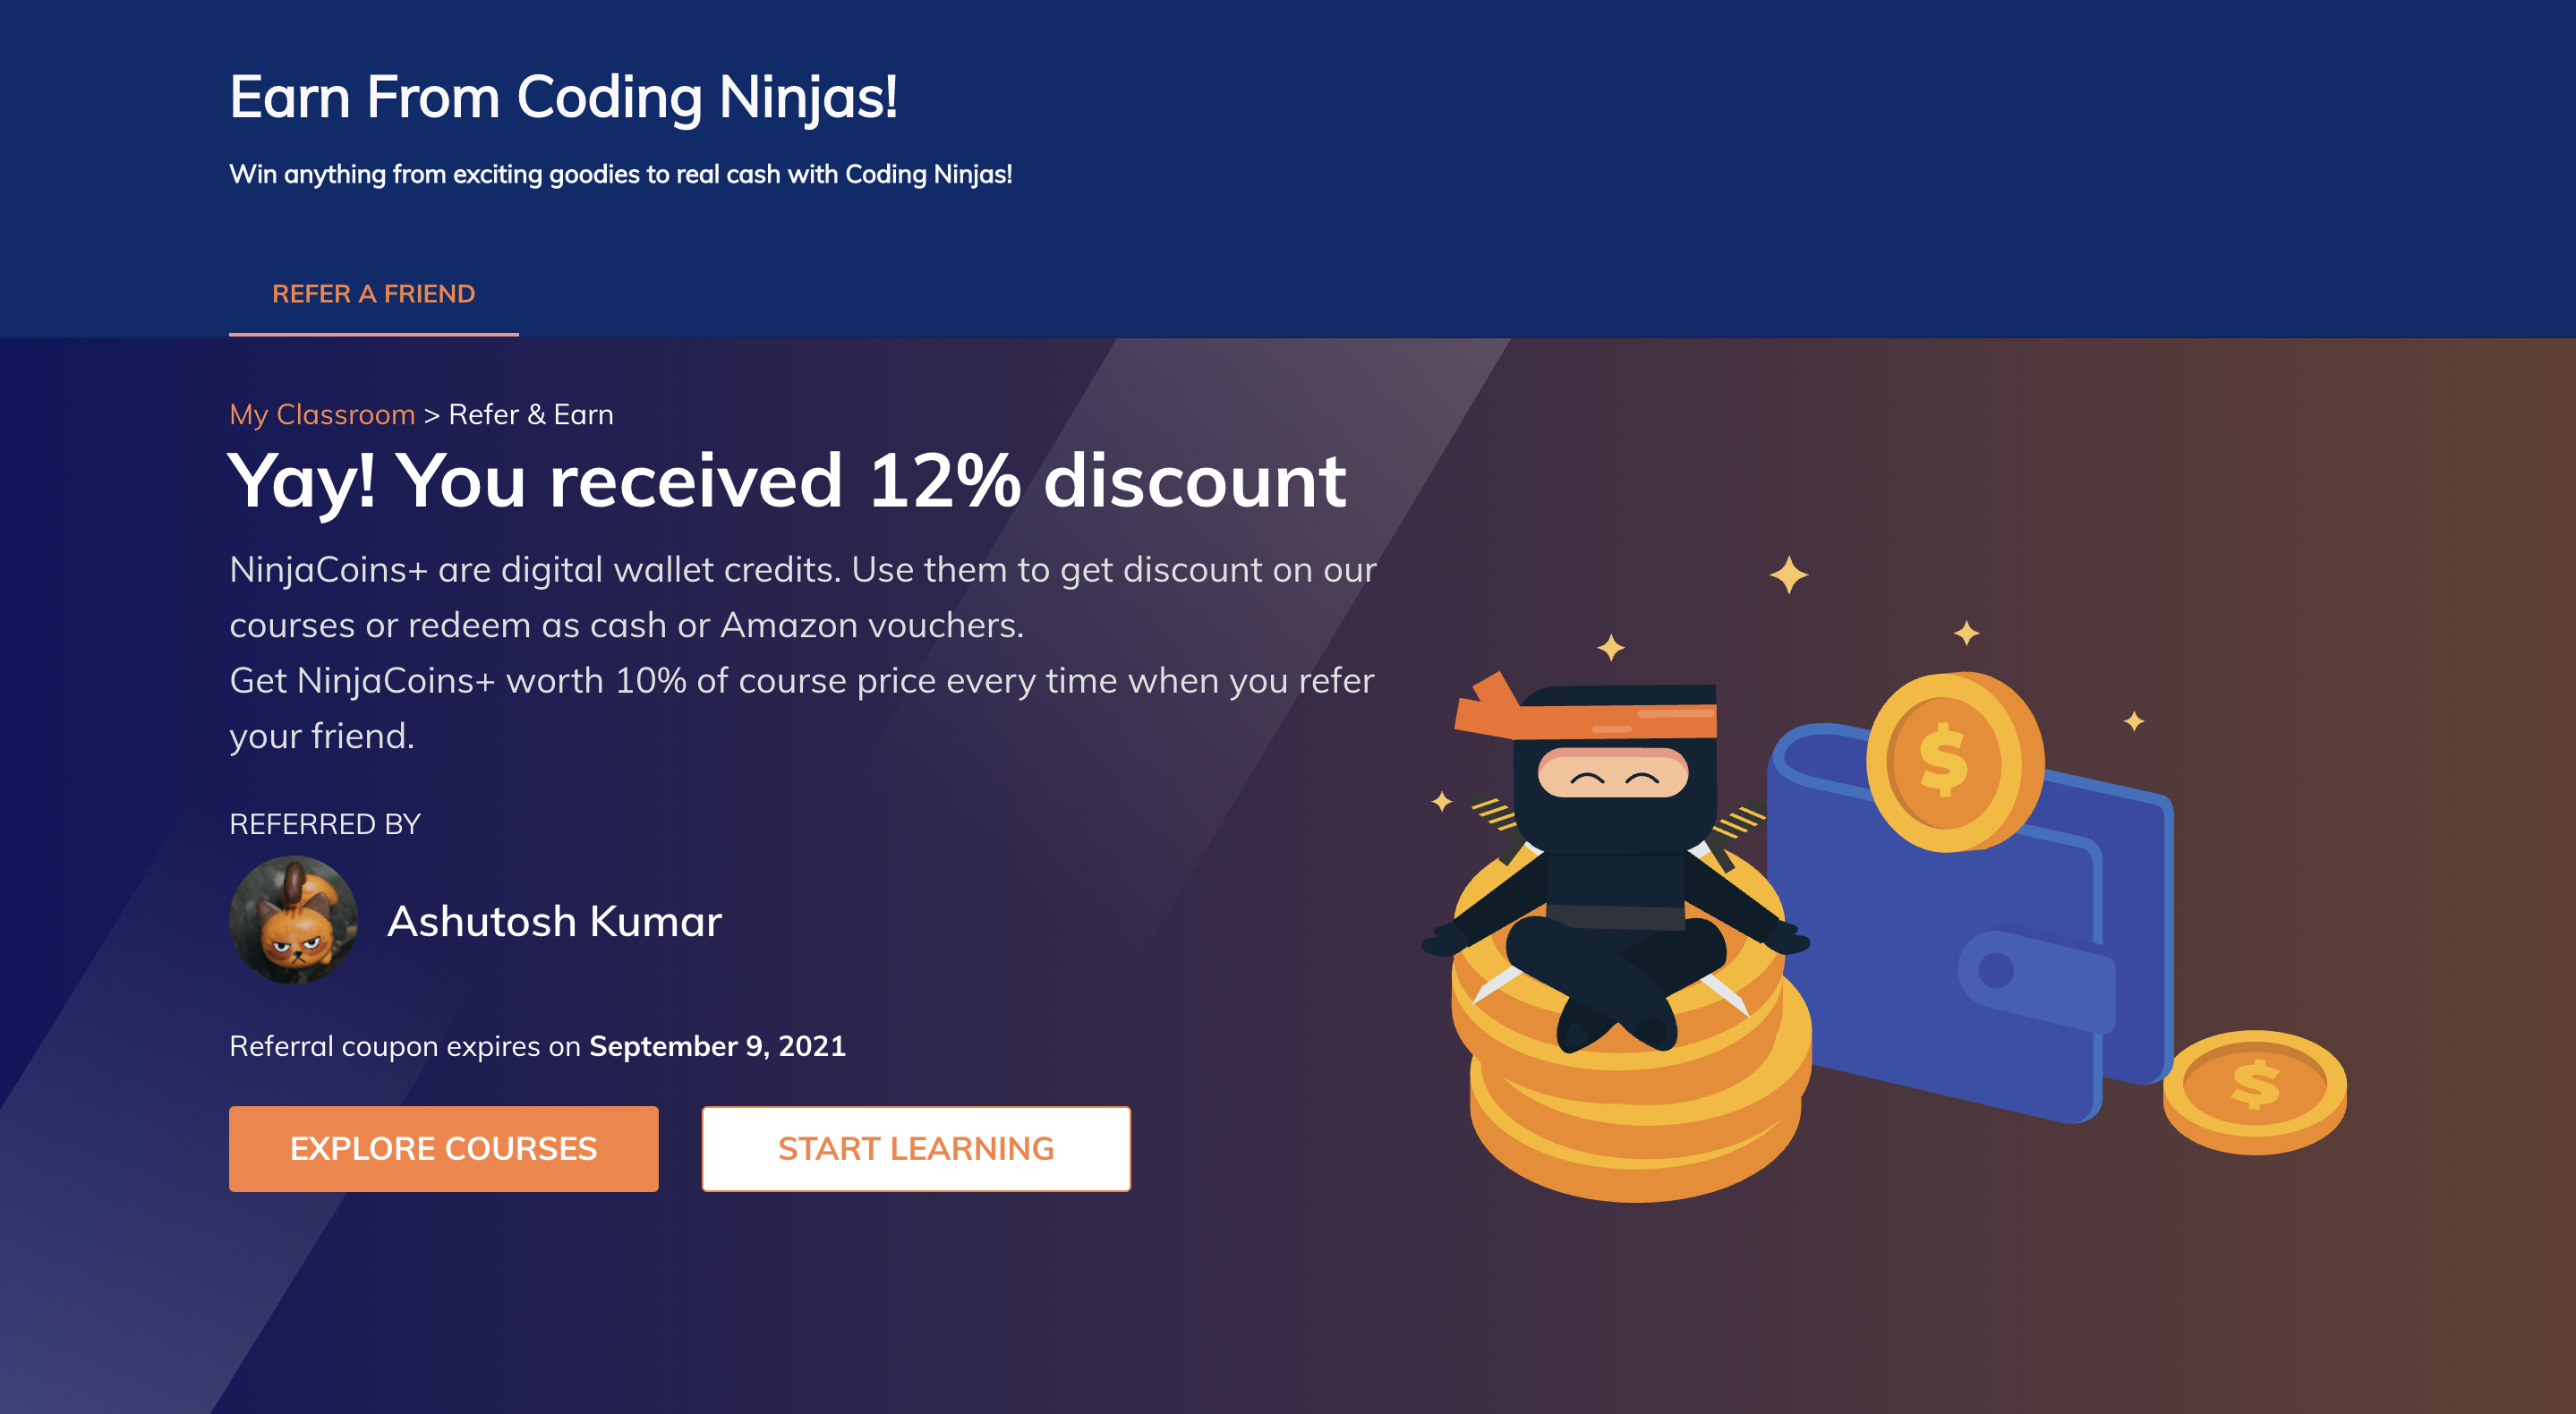 Earn From Coding Ninjas!
Win anything from exciting goodies to real cash with Coding Ninjas!
REFER A FRIEND
My Classroom > Refer & Earn
Yay! You received 12% discount
NinjaCoins+ are digital wallet credits. Use them to get discount on our
courses or redeem as cash or Amazon vouchers.
Get NinjaCoins+ worth 10% of course price every time when you refer
your friend.
REFERRED BY
Ashutosh Kumar
Referral coupon expires on September 9, 2021
EXPLORE COURSES
START LEARNING
$
$